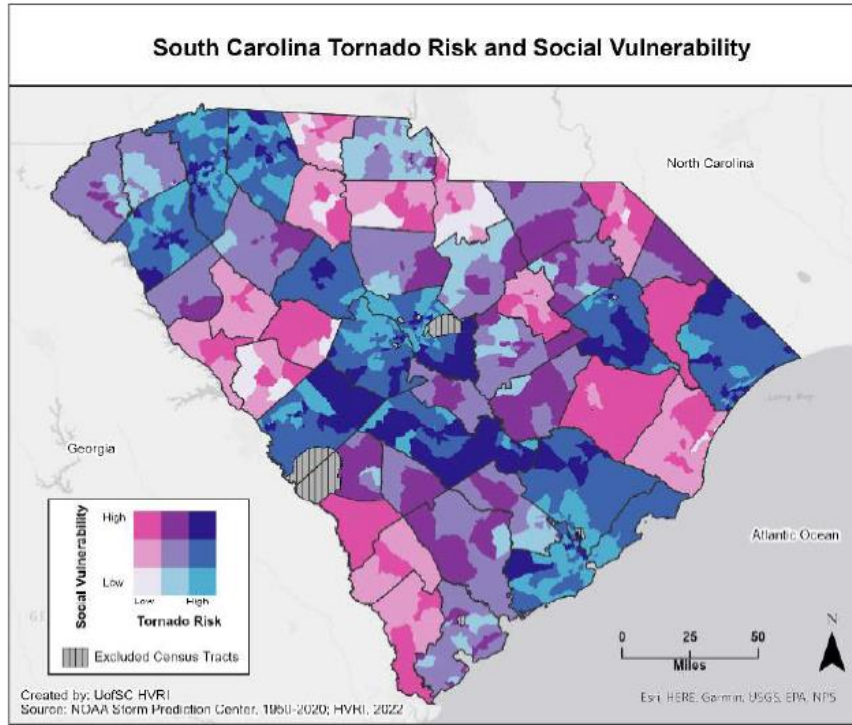 South Carolina Tornado Risk and Social Vulnerability
North Carolina
Georgia
Atlantic Ocean
Social Vulnerability
High
Low
Low
High
Tornado Risk
Excluded Census Tracts
0
25
50
Miles
N
Created by: UofSC HVRI
Source: NOAA Storm Prediction Center, 1950-2020; HVRI, 2022
Esri, HERE, Garmin, USGS, EPA, NPS